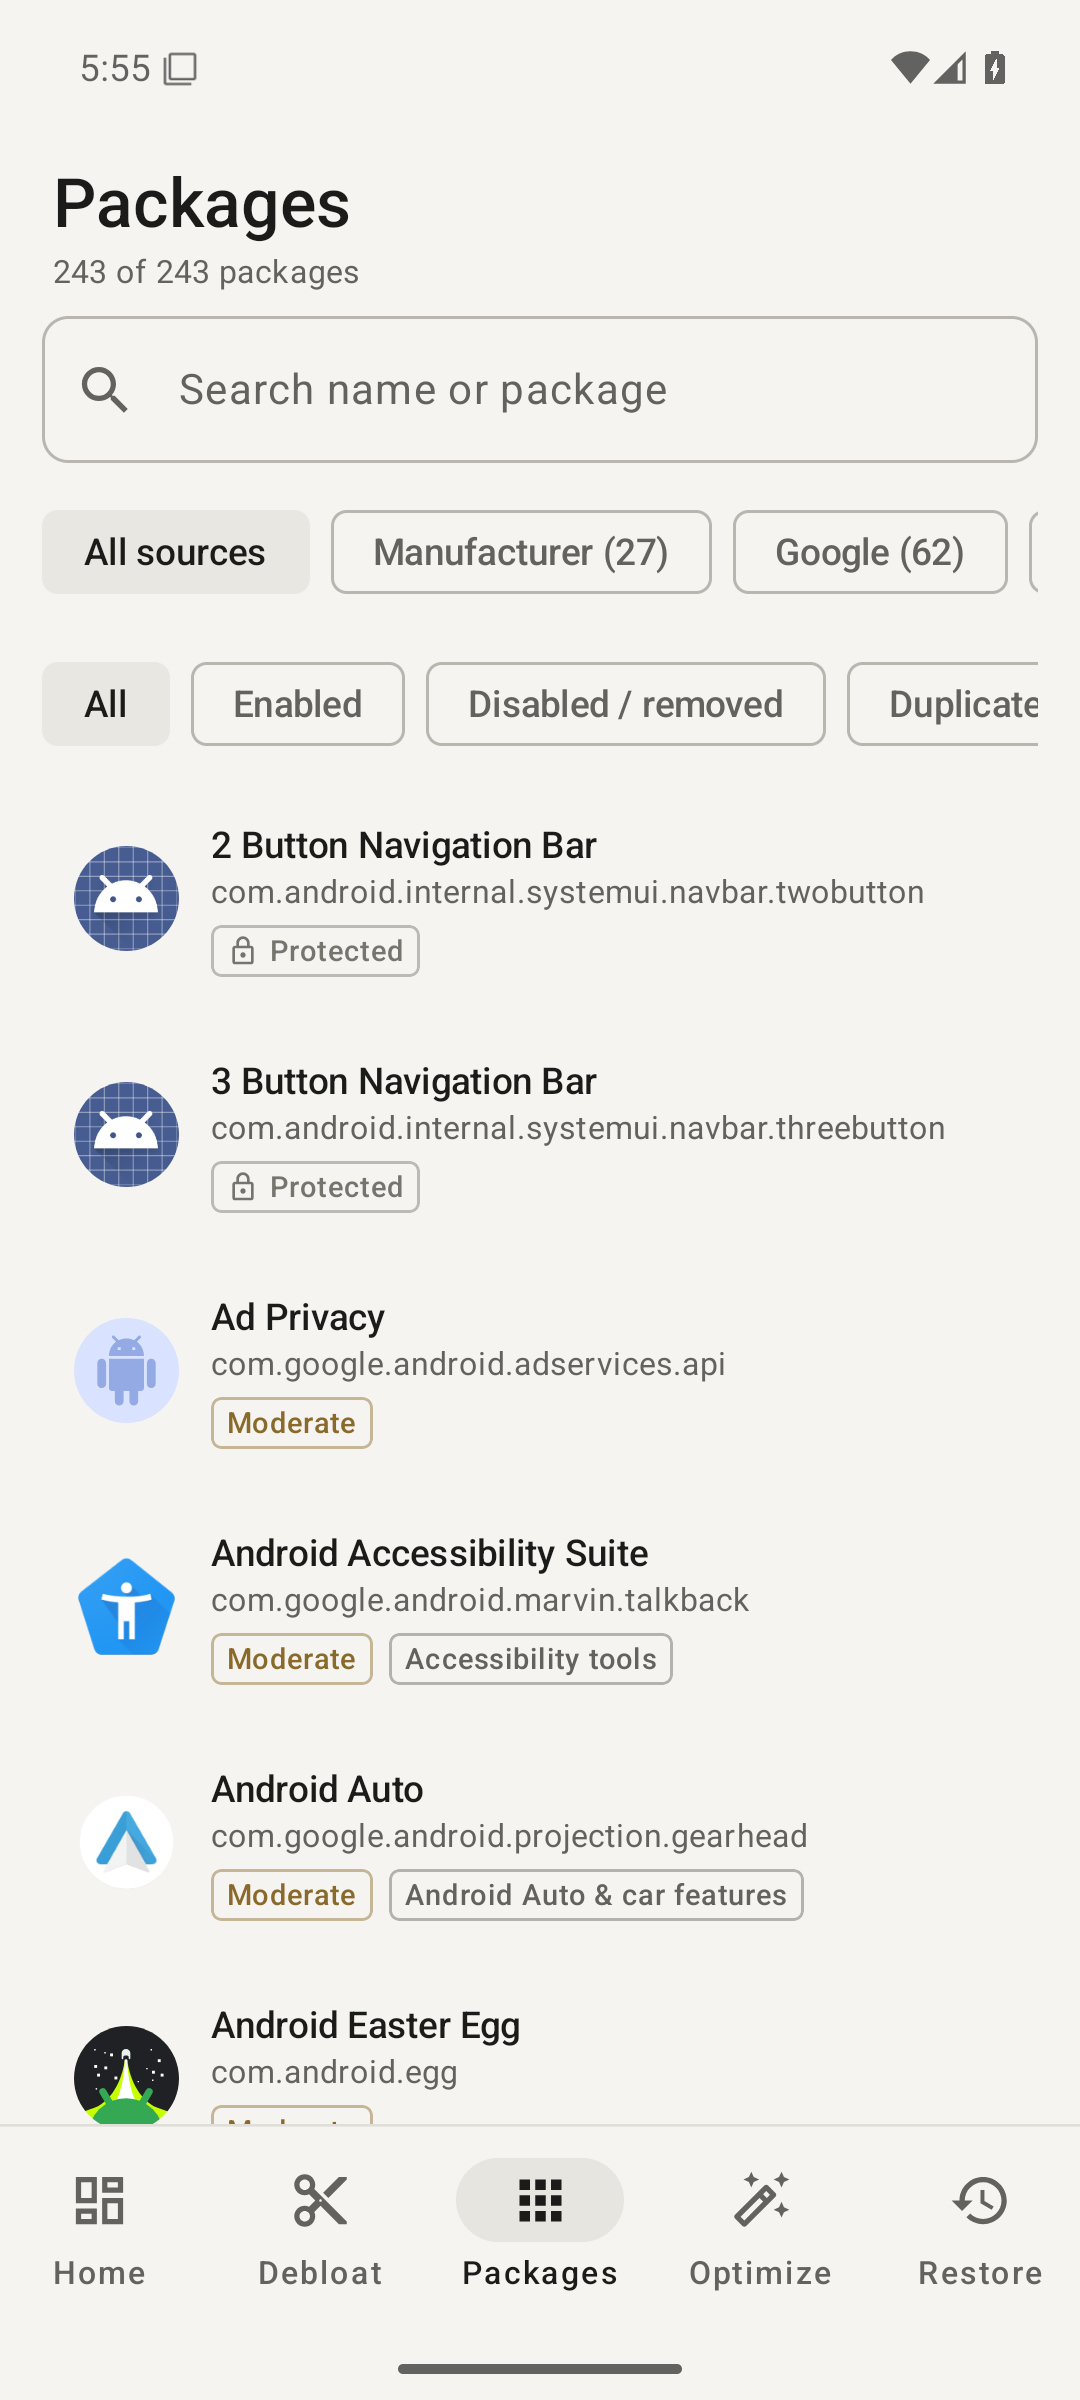 5:55
Packages
243 of 243 packages
Search name or package
All sources
Manufacturer (27)
Google (62)
All
Enabled
Disabled / removed
Duplicate
2 Button Navigation Bar
com.android.internal.systemui.navbar.twobutton
Protected
3 Button Navigation Bar
com.android.internal.systemui.navbar.threebutton
Protected
Ad Privacy
com.google.android.adservices.api
Moderate
Android Accessibility Suite
com.google.android.marvin.talkback
Moderate
Accessibility tools
Android Auto
com.google.android.projection.gearhead
Moderate
Android Auto & car features
Android Easter Egg
com.android.egg
Home
Debloat
Packages
Optimize
Restore